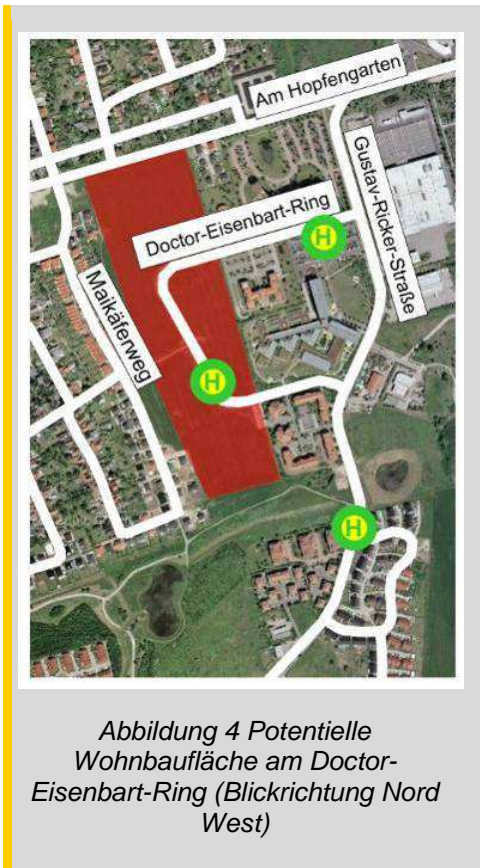 Am Hopfengarten
Gustav-Ricker-Straße
Doctor-Eisenbart-Ring
H
Maikäferweg
H
H
Abbildung 4 Potentielle
Wohnbaufläche am Doctor-
Eisenbart-Ring (Blickrichtung Nord
West)